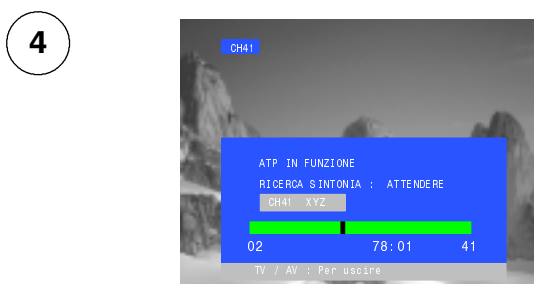 4
CH41
ATP IN FUNZIONE
RICERCA SINTONIA : ATTENDERE
CH41 XYZ
02 78:01 41
TV / AV : Per uscire